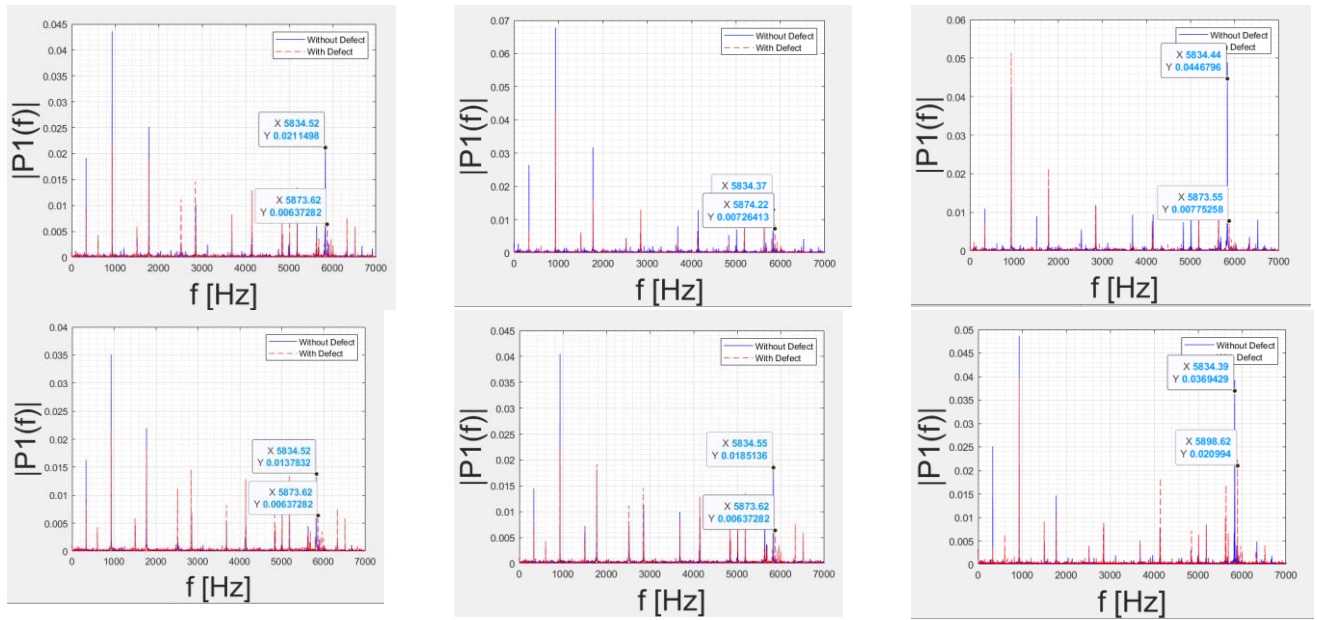 |P1(f)|
0.045
0.04
0.035
0.03
0.025
0.02
0.015
0.01
0.005
0
Without Defect
With Defect
X 5834.52
Y 0.0211498
X 5873.62
Y 0.00637282
0 1000 2000 3000 4000 5000 6000 7000
f [Hz]
|P1(f)|
0.07
0.06
0.05
0.04
0.03
0.02
0.01
0
Without Defect
With Defect
X 5834.37
X 5874.22
Y 0.00726413
0 1000 2000 3000 4000 5000 6000 7000
f [Hz]
|P1(f)|
0.06
0.05
0.04
0.03
0.02
0.01
0
Without Defect
Defect
X 5834.44
Y 0.0446796
X 5873.55
Y 0.00775258
0 1000 2000 3000 4000 5000 6000 7000
f [Hz]
|P1(f)|
0.04
0.035
0.03
0.025
0.02
0.015
0.01
0.005
0
Without Defect
With Defect
X 5834.52
Y 0.0137832
X 5873.62
Y 0.00637282
0 1000 2000 3000 4000 5000 6000 7000
f [Hz]
|P1(f)|
0.045
0.04
0.035
0.03
0.025
0.02
0.015
0.01
0.005
0
Without Defect
With Defect
X 5834.55
Y 0.0185136
X 5873.62
Y 0.00637282
0 1000 2000 3000 4000 5000 6000 7000
f [Hz]
|P1(f)|
0.05
0.045
0.04
0.035
0.03
0.025
0.02
0.015
0.01
0.005
0
Without Defect
Defect
X 5834.39
Y 0.0369429
X 5898.62
Y 0.020994
0 1000 2000 3000 4000 5000 6000 7000
f [Hz]